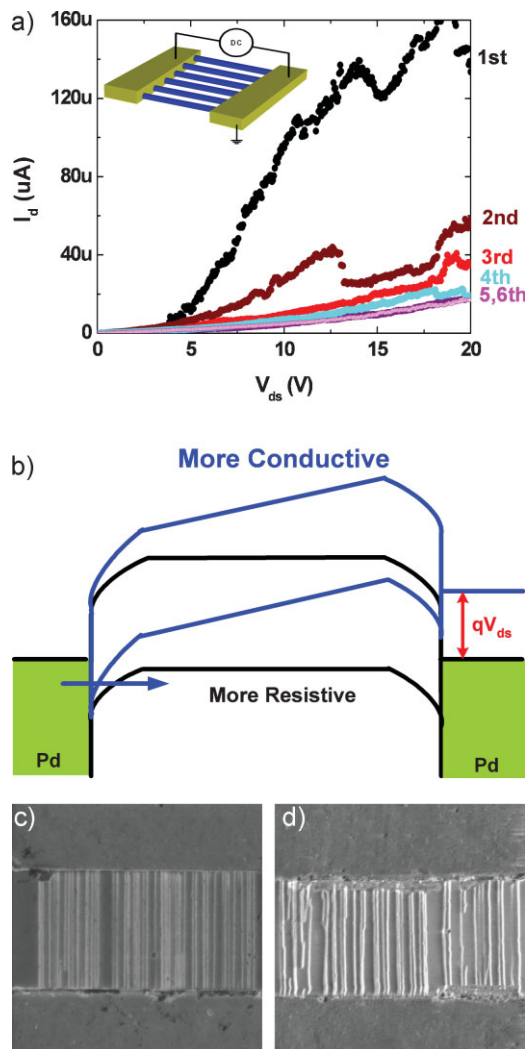 a)
DC
160u
120u
80u
40u
0
I_d (uA)
0
5
10
15
20
V_ds (V)
1st
2nd
3rd
4th
5,6th
b)
More Conductive
qV_ds
More Resistive
Pd
Pd
c)
d)